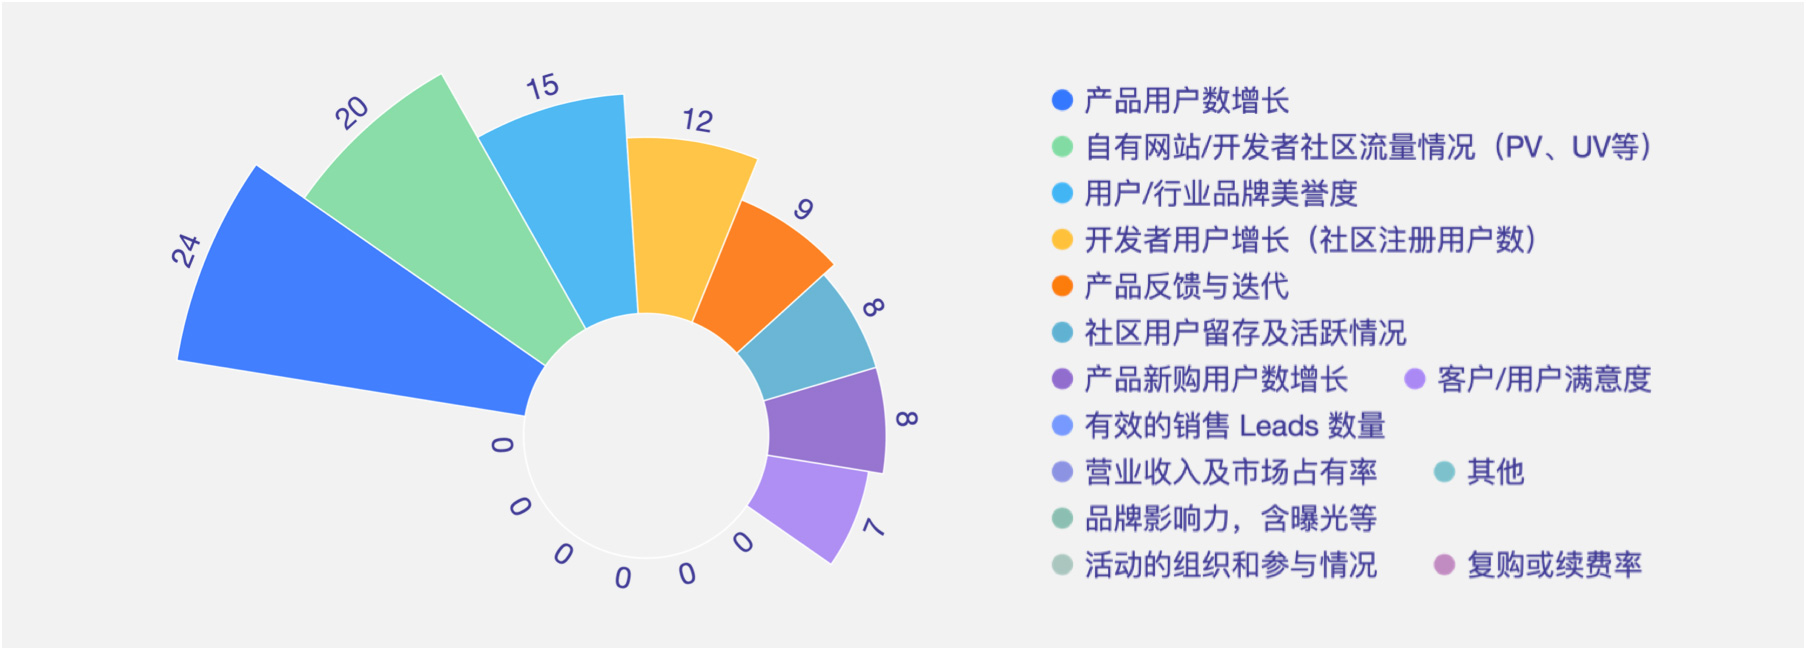 24
20
15
12
9
8
8
7
0
0
0
0
0
0
产品用户数增长
自有网站/开发者社区流量情况（PV、UV等）
用户/行业品牌美誉度
开发者用户增长（社区注册用户数）
产品反馈与迭代
社区用户留存及活跃情况
产品新购用户数增长 客户/用户满意度
有效的销售 Leads 数量
营业收入及市场占有率 其他
品牌影响力，含曝光等
活动的组织和参与情况 复购或续费率